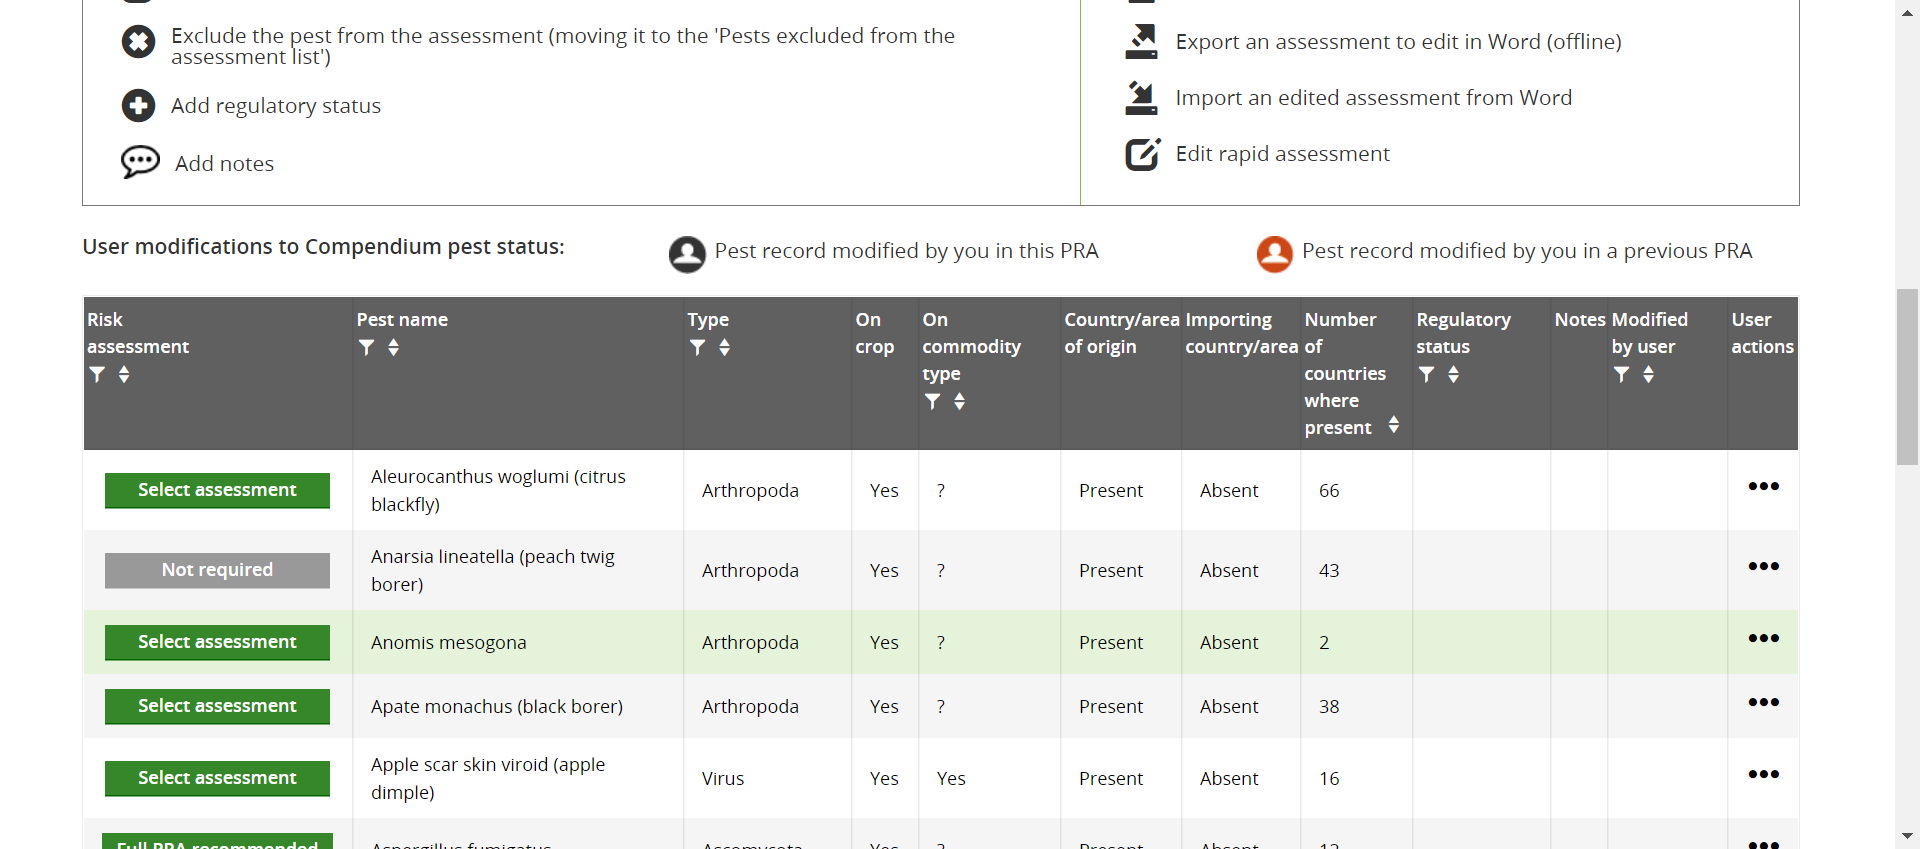 Exclude the pest from the assessment (moving it to the 'Pests excluded from the
assessment list')
Add regulatory status
Add notes
Export an assessment to edit in Word (offline)
Import an edited assessment from Word
Edit rapid assessment
User modifications to Compendium pest status:
Pest record modified by you in this PRA
Pest record modified by you in a previous PRA
Risk
assessment
Pest name
Type
On
crop
On
commodity
type
Country/area
of origin
Importing
country/area
Number
of
countries
where
present
Regulatory
status
Notes
Modified
by user
User
actions
Select assessment
Aleurocanthus woglumi (citrus
blackfly)
Arthropoda
Yes
?
Present
Absent
66
Not required
Anarsia lineatella (peach twig
borer)
Arthropoda
Yes
?
Present
Absent
43
Select assessment
Anomis mesogona
Arthropoda
Yes
?
Present
Absent
2
Select assessment
Apate monachus (black borer)
Arthropoda
Yes
?
Present
Absent
38
Select assessment
Apple scar skin viroid (apple
dimple)
Virus
Yes
Yes
Present
Absent
16
Full PRA recommended
Aspergillus fumigatus
Ascomycota
Yes
?
Present
Absent